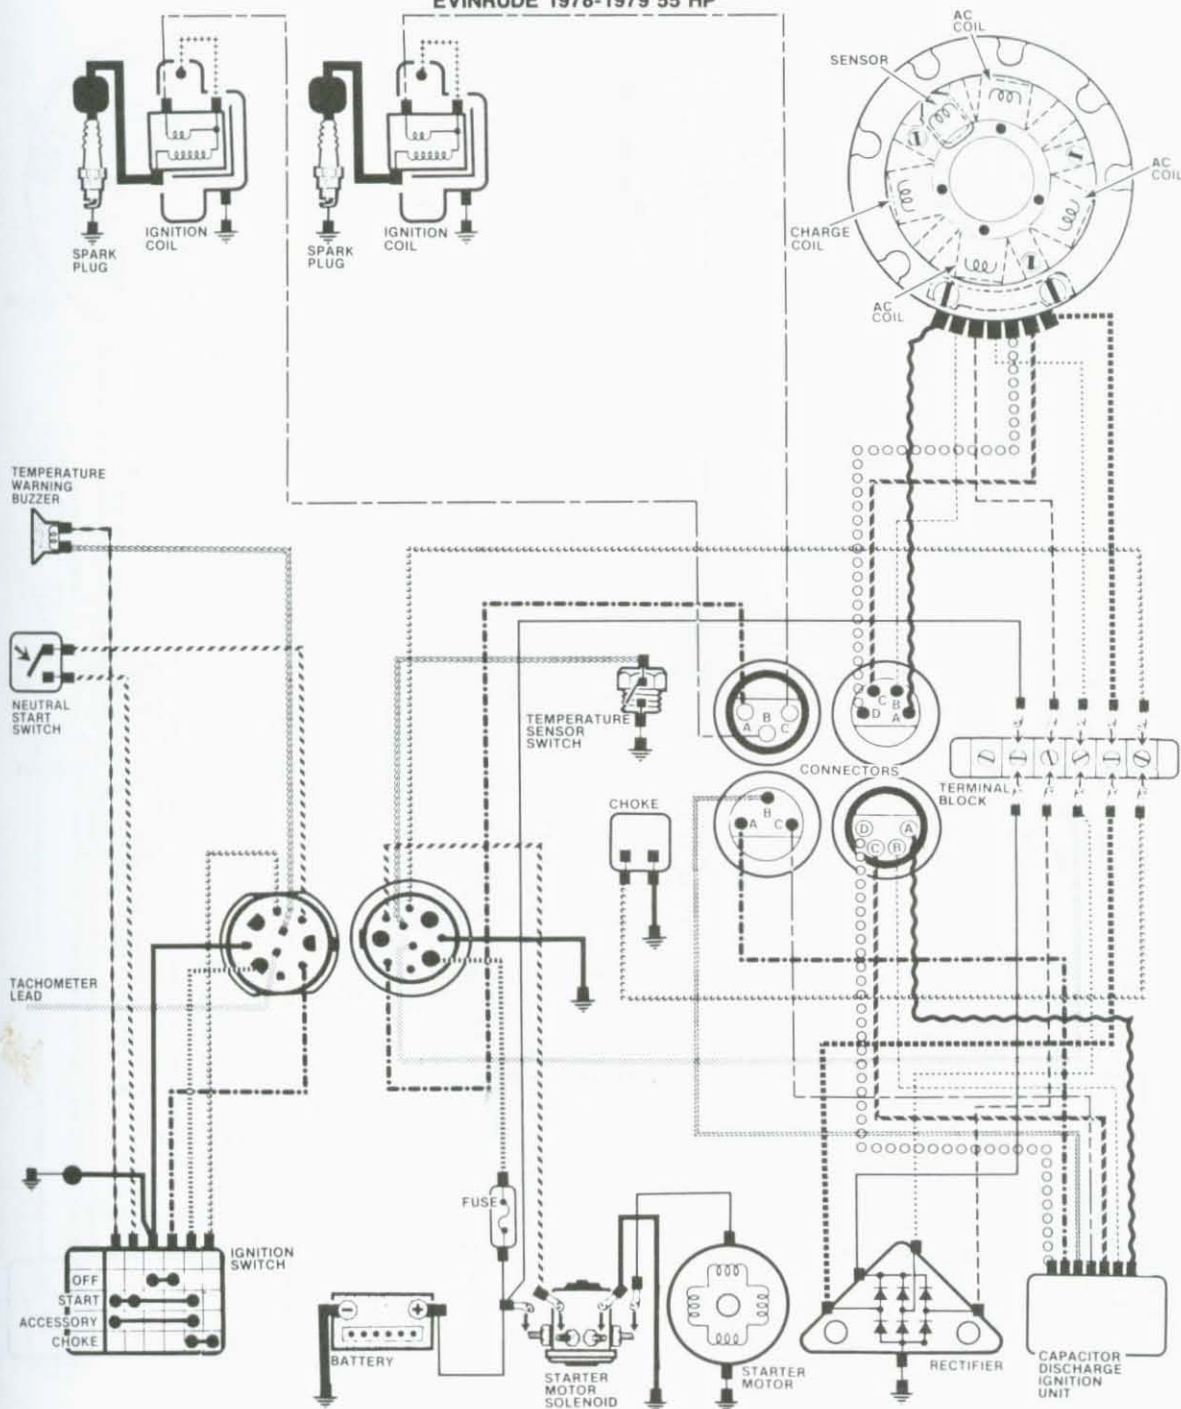 EVINRUDE 1978-1979 55 HP
AC
COIL
SENSOR
AC
COIL
CHARGE
COIL
AC
COIL
IGNITION
COIL
SPARK
PLUG
IGNITION
COIL
SPARK
PLUG
TEMPERATURE
WARNING
BUZZER
NEUTRAL
START
SWITCH
TEMPERATURE
SENSOR
SWITCH
A
B
C
D
C
B
A
CONNECTORS
TERMINAL
BLOCK
CHOKE
A
B
C
D
A
C
B
TACHOMETER
LEAD
FUSE
IGNITION
SWITCH
OFF
START
ACCESSORY
CHOKE
−
+
BATTERY
STARTER
MOTOR
SOLENOID
STARTER
MOTOR
RECTIFIER
CAPACITOR
DISCHARGE
IGNITION
UNIT